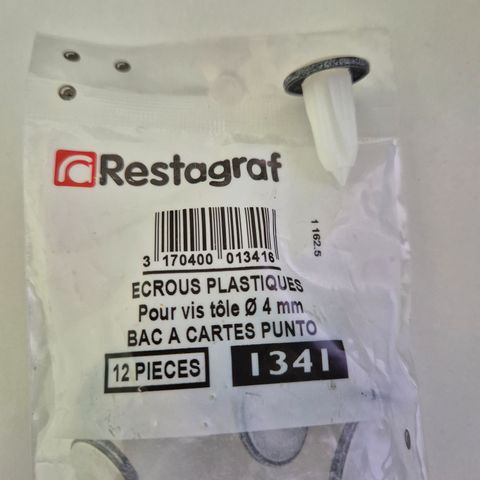 Restagraf
3 170400 013416
1 162.5
ECROUS PLASTIQUES
Pour vis tôle Ø 4 mm
BAC A CARTES PUNTO
12 PIECES 1341